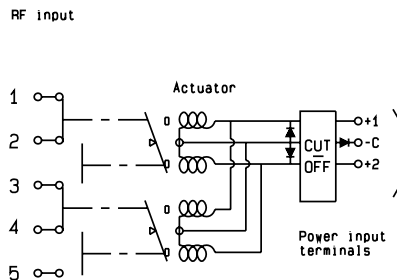 RF input
Actuator
1
2
3
4
5
CUT
OFF
+1
-C
+2
Power input
terminals